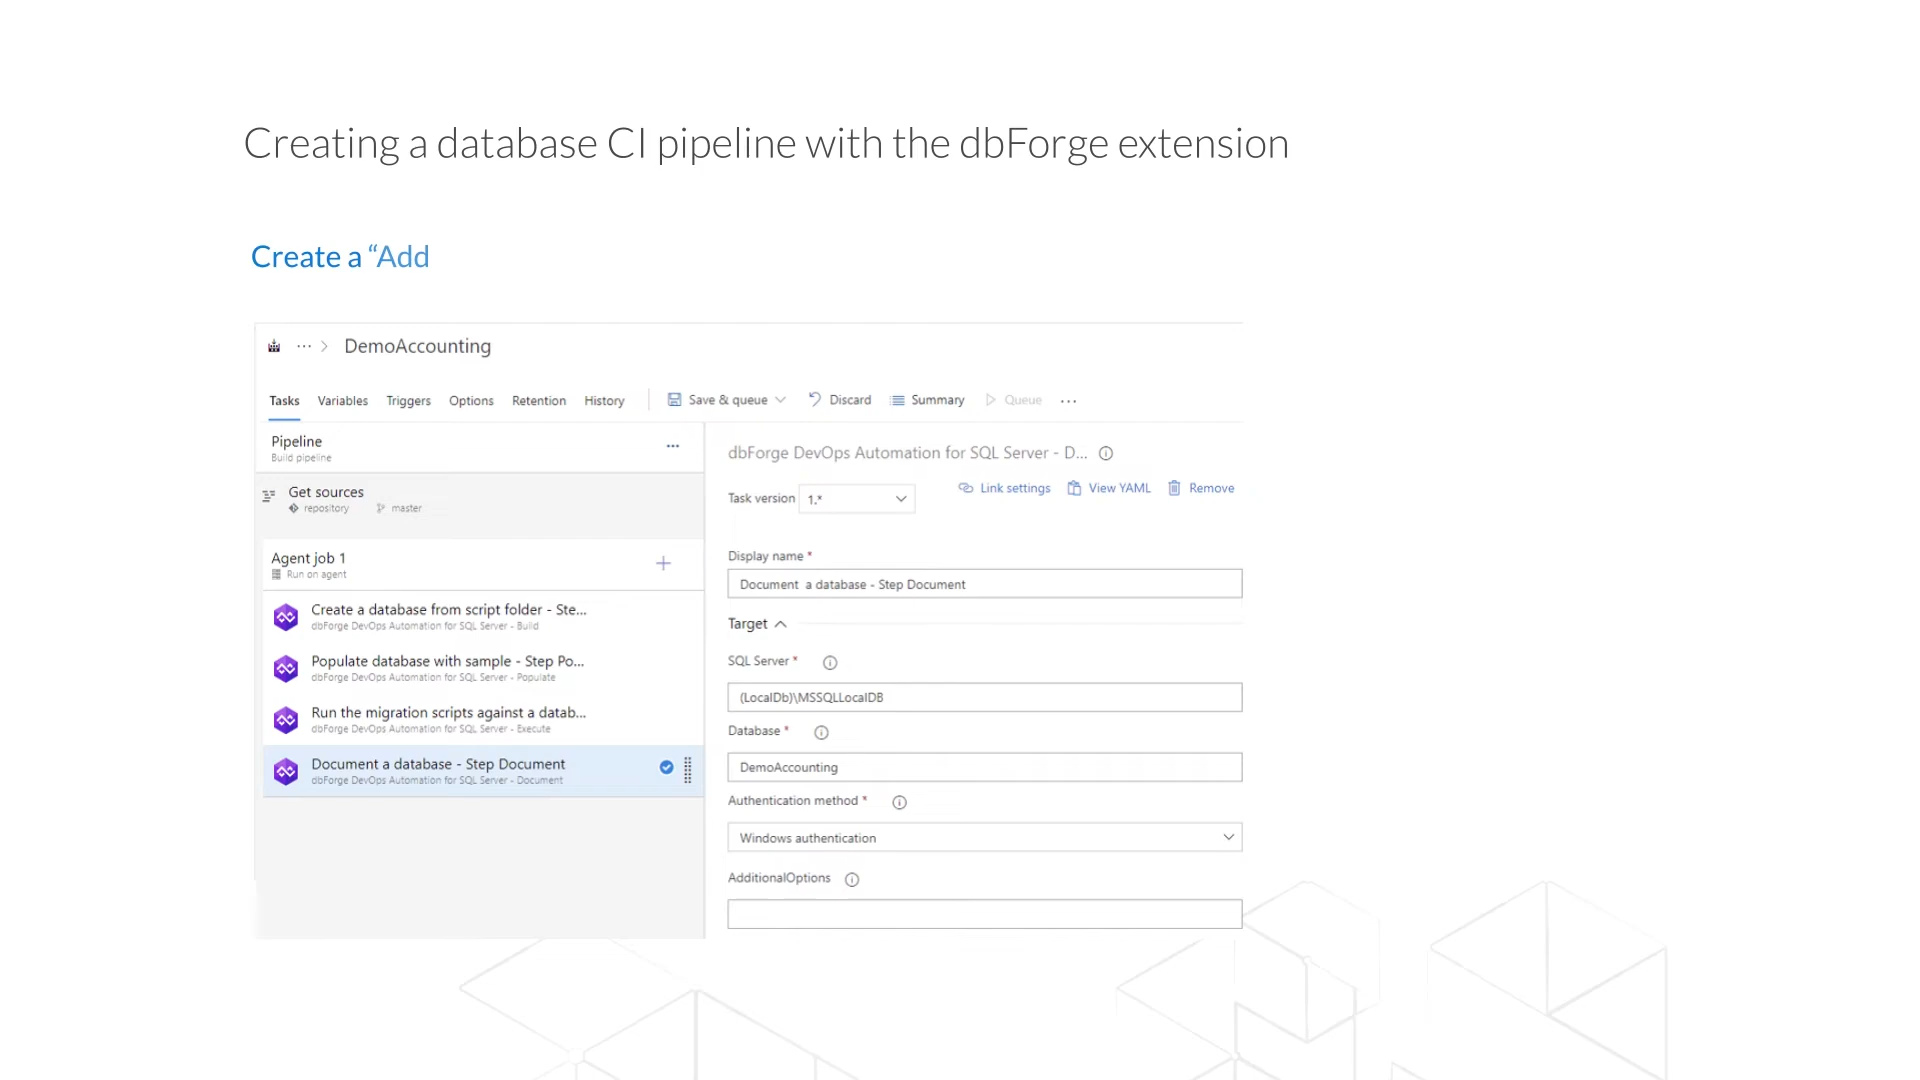 Creating a database CI pipeline with the dbForge extension
Create a “Add
··· > DemoAccounting
Tasks Variables Triggers Options Retention History Save & queue Discard Summary Queue ···
Pipeline ···
Build pipeline
Get sources
repository master
Agent job 1 +
Run on agent
Create a database from script folder - Ste...
dbForge DevOps Automation for SQL Server - Build
Populate database with sample - Step Po...
dbForge DevOps Automation for SQL Server - Populate
Run the migration scripts against a datab...
dbForge DevOps Automation for SQL Server - Execute
Document a database - Step Document
dbForge DevOps Automation for SQL Server - Document
dbForge DevOps Automation for SQL Server - D...
Task version 1.* Link settings View YAML Remove
Display name *
Document  a database - Step Document
Target
SQL Server *
(LocalDb)\MSSQLLocalDB
Database *
DemoAccounting
Authentication method *
Windows authentication
AdditionalOptions